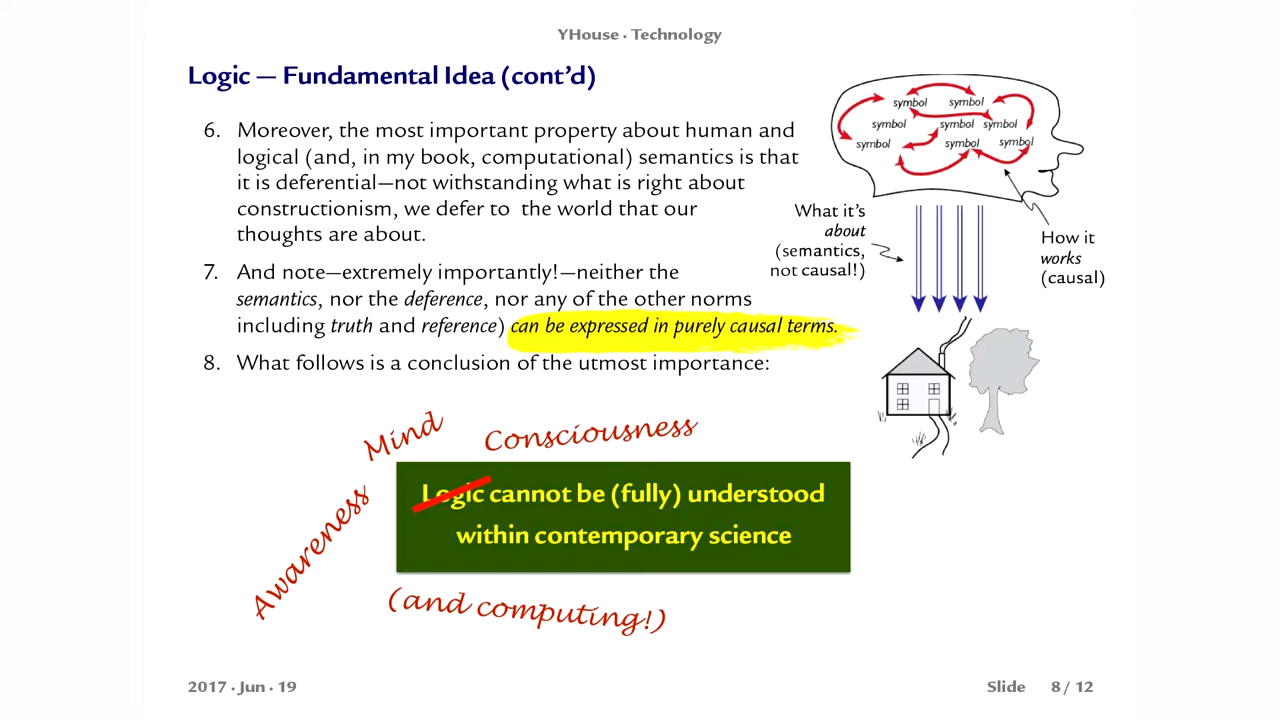 YHouse · Technology
Logic — Fundamental Idea (cont'd)
6. Moreover, the most important property about human and
logical (and, in my book, computational) semantics is that
it is deferential—not withstanding what is right about
constructionism, we defer to the world that our
thoughts are about.
7. And note—extremely importantly!—neither the
semantics, nor the deference, nor any of the other norms
including truth and reference) can be expressed in purely causal terms.
8. What follows is a conclusion of the utmost importance:
symbol symbol
symbol symbol symbol
symbol symbol symbol
What it's
about
(semantics,
not causal!)
How it
works
(causal)
Mind
Consciousness
Awareness
Logic cannot be (fully) understood
within contemporary science
(and computing!)
2017 · Jun · 19
Slide 8 / 12